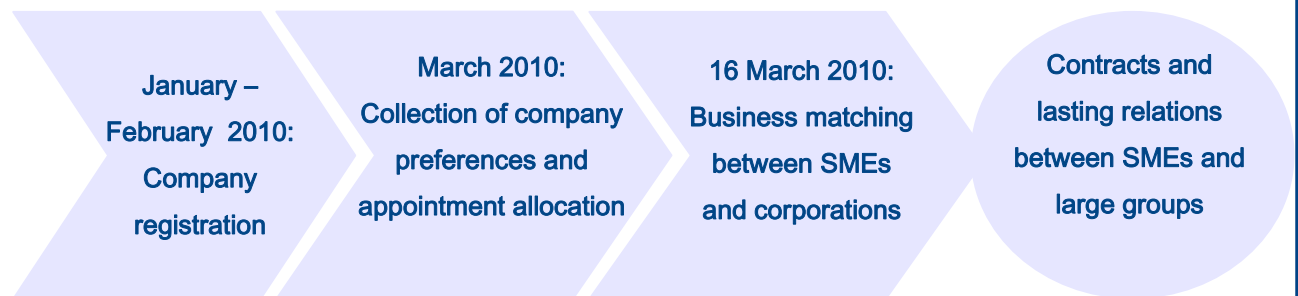 January –
February 2010:
Company
registration
March 2010:
Collection of company
preferences and
appointment allocation
16 March 2010:
Business matching
between SMEs
and corporations
Contracts and
lasting relations
between SMEs and
large groups